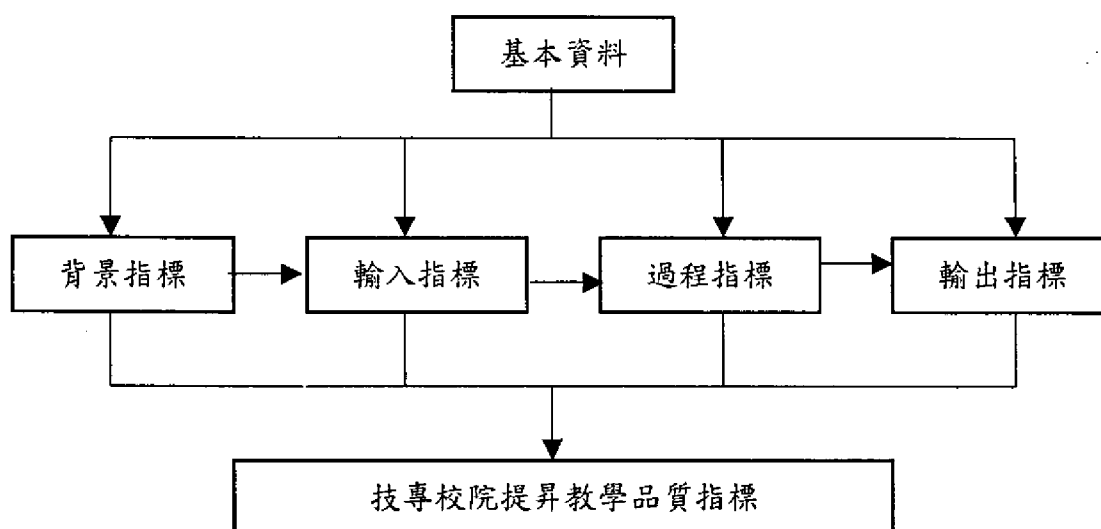 基本資料
背景指標
輸入指標
過程指標
輸出指標
技專校院提昇教學品質指標